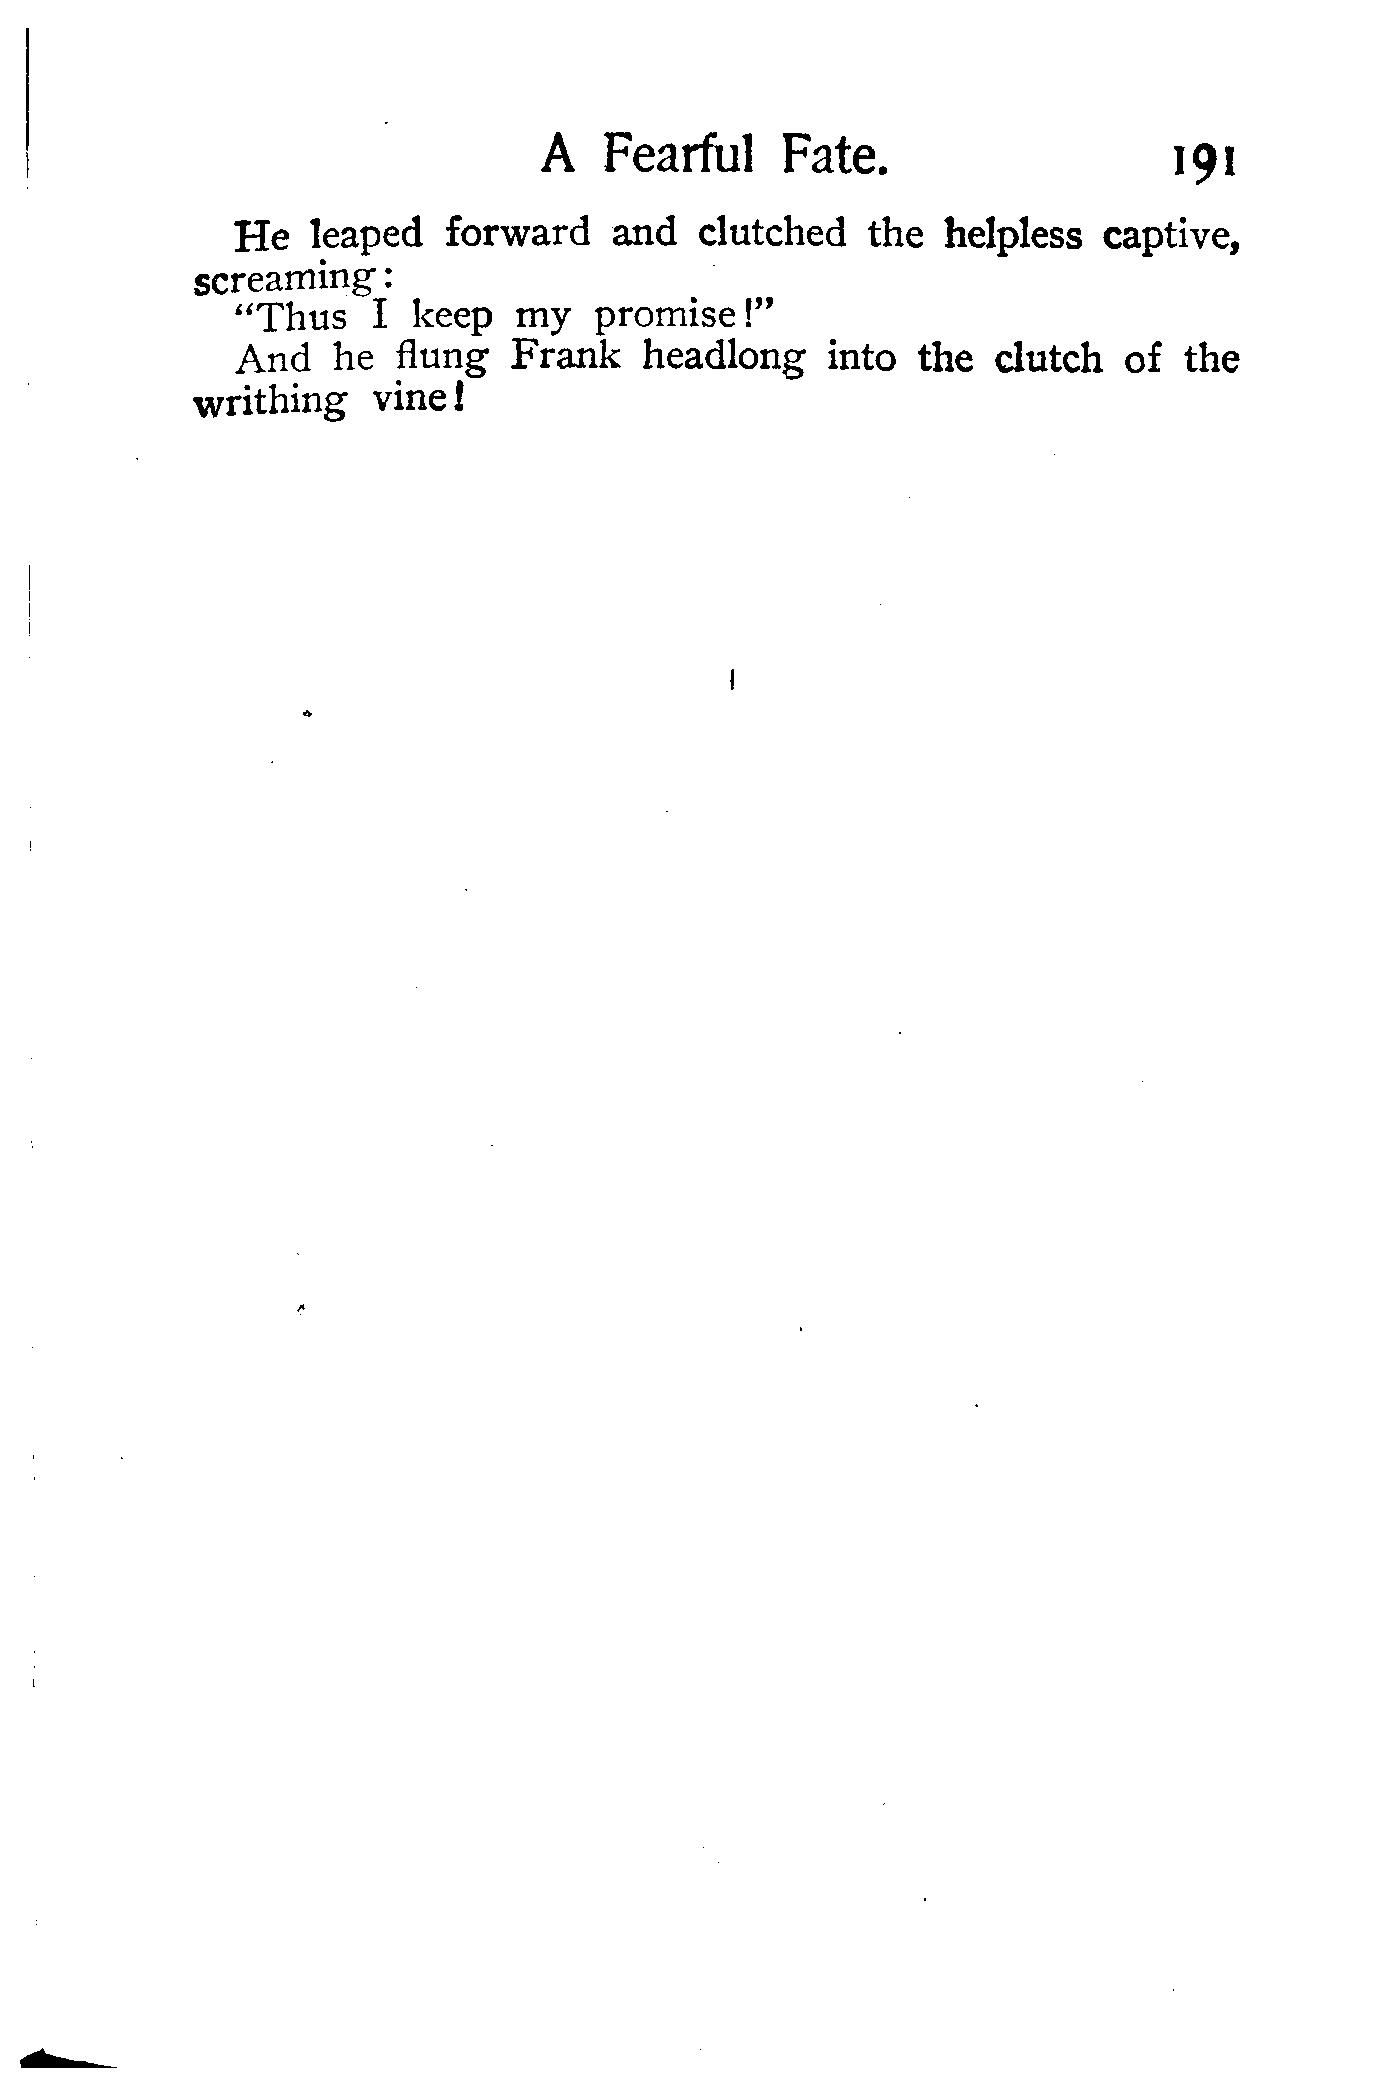 A Fearful Fate. 191
He leaped forward and clutched the helpless captive,
screaming:
"Thus I keep my promise!"
And he flung Frank headlong into the clutch of the
writhing vine!